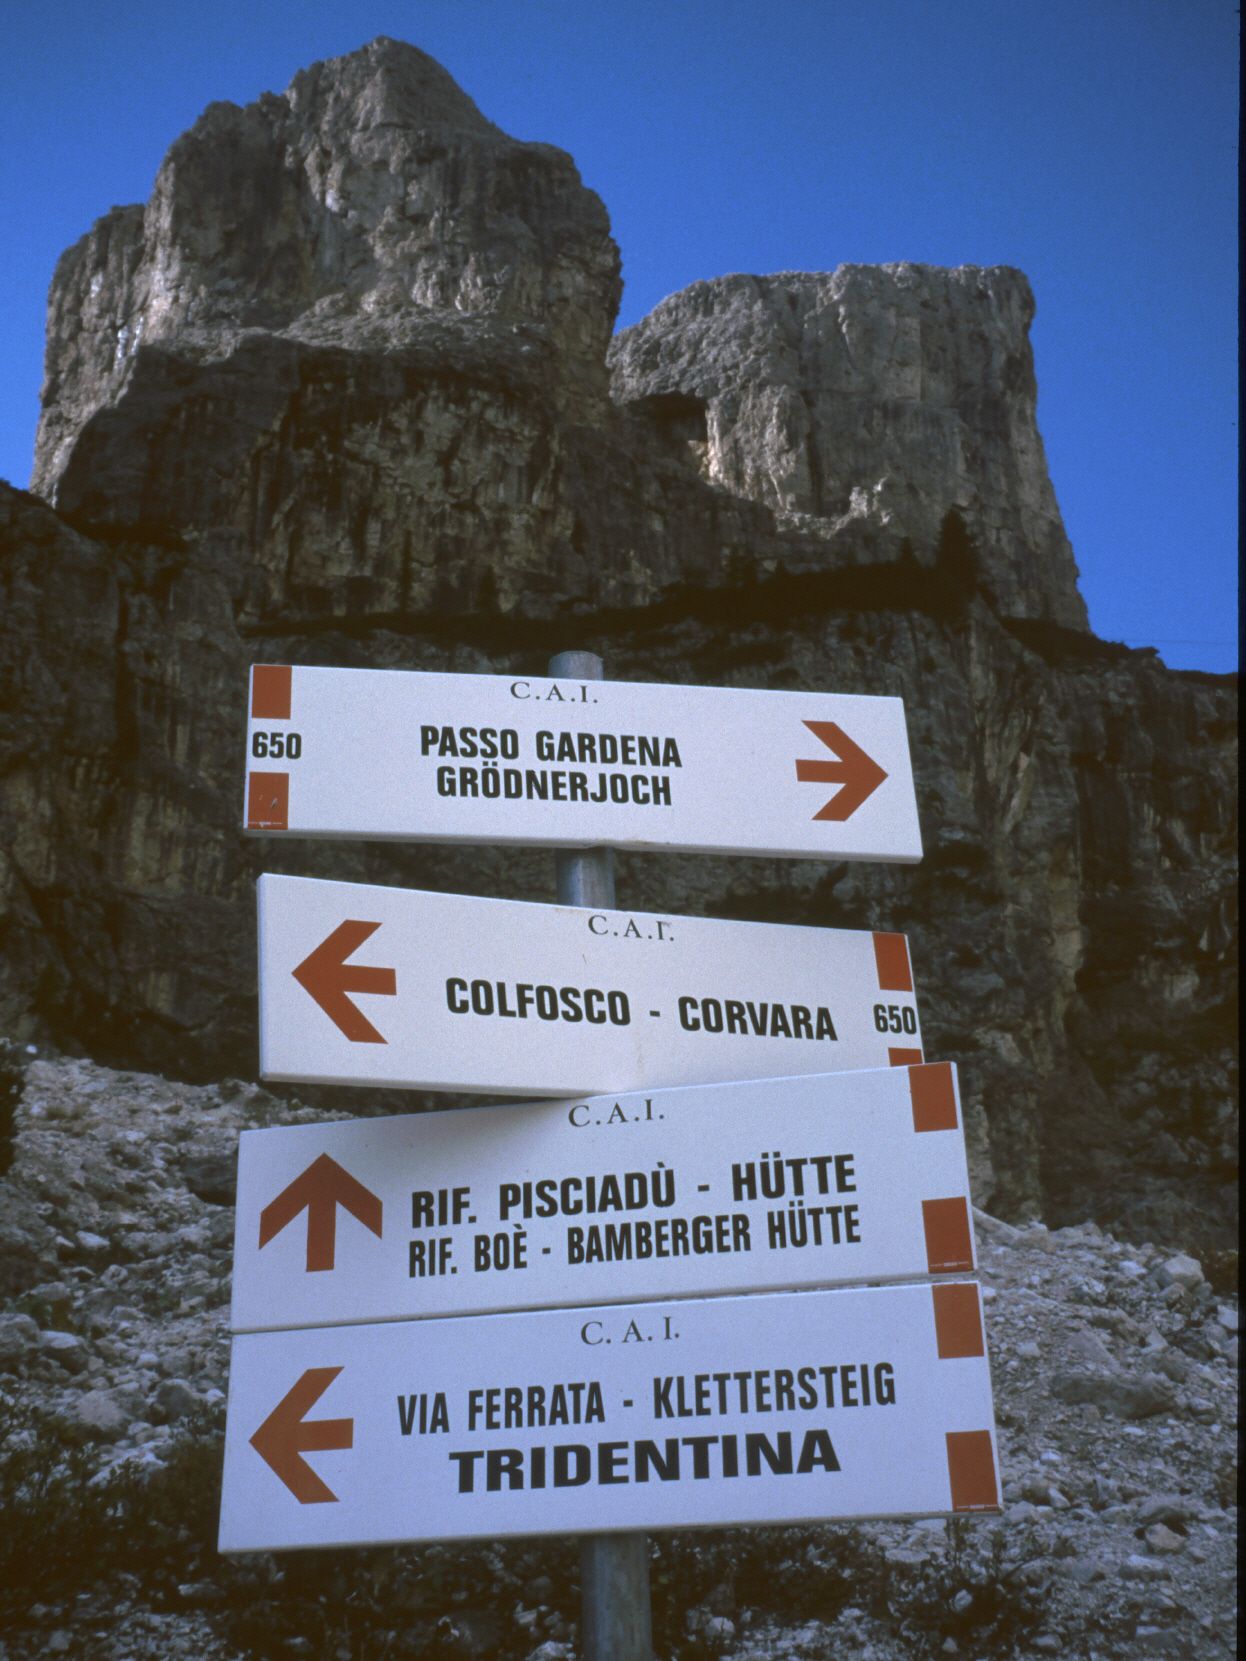 C.A.I.
650
PASSO GARDENA
GRÖDNERJOCH
C.A.I.
COLFOSCO - CORVARA
650
C.A.I.
RIF. PISCIADÙ - HÜTTE
RIF. BOÈ - BAMBERGER HÜTTE
C.A.I.
VIA FERRATA - KLETTERSTEIG
TRIDENTINA